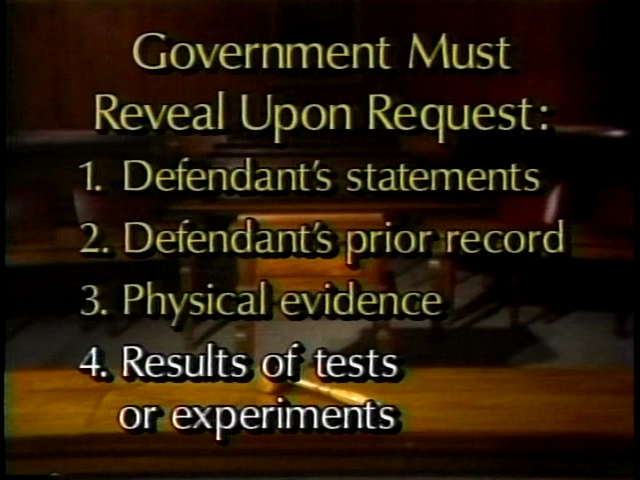 Government Must
Reveal Upon Request:
1. Defendant's statements
2. Defendant's prior record
3. Physical evidence
4. Results of tests
or experiments